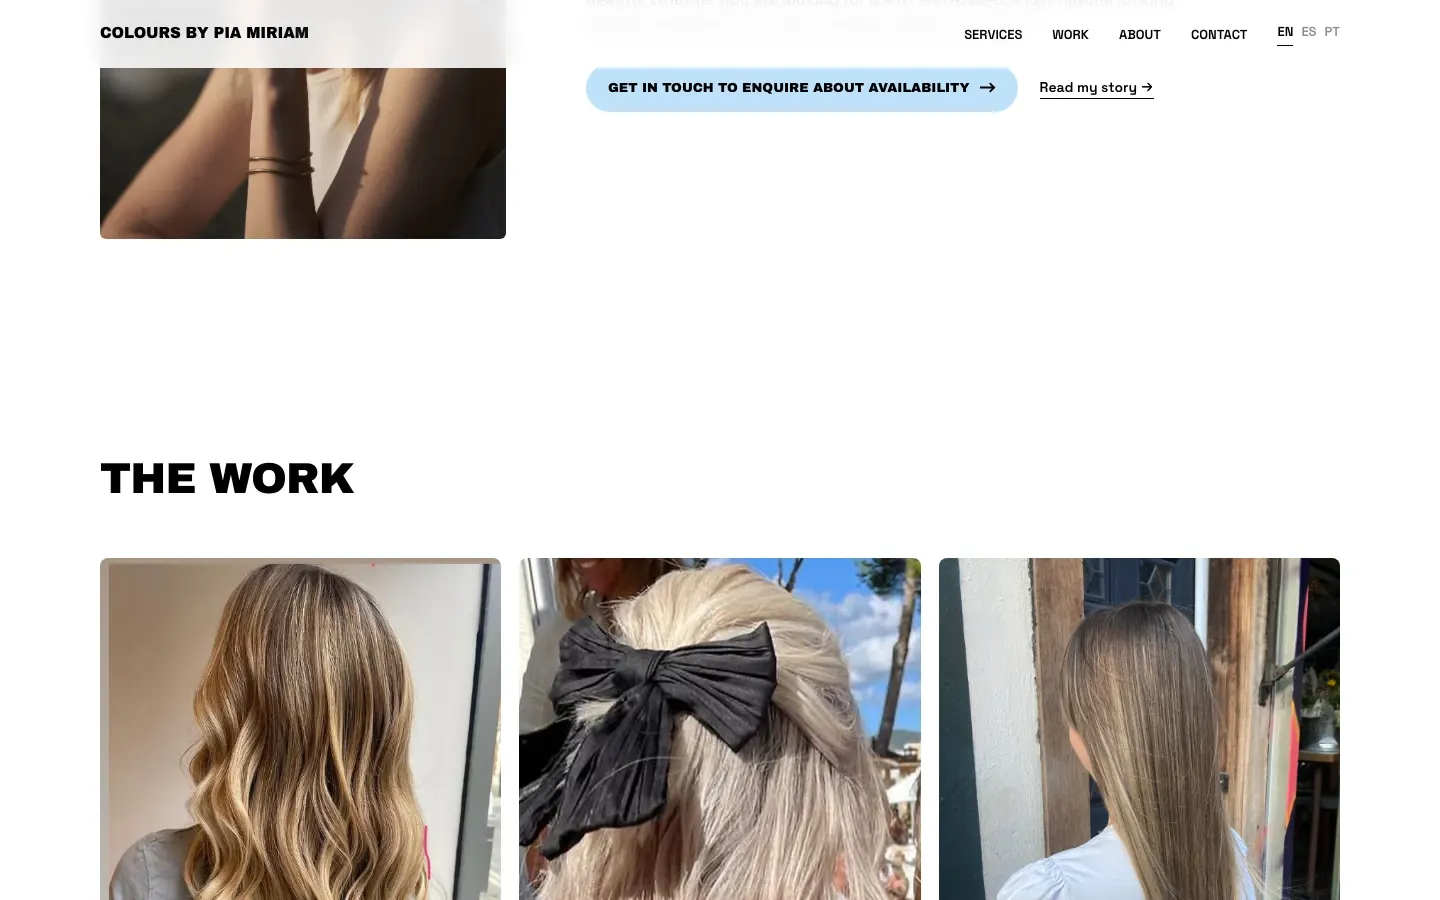 COLOURS BY PIA MIRIAM
SERVICES WORK ABOUT CONTACT EN ES PT
GET IN TOUCH TO ENQUIRE ABOUT AVAILABILITY →
Read my story →
THE WORK